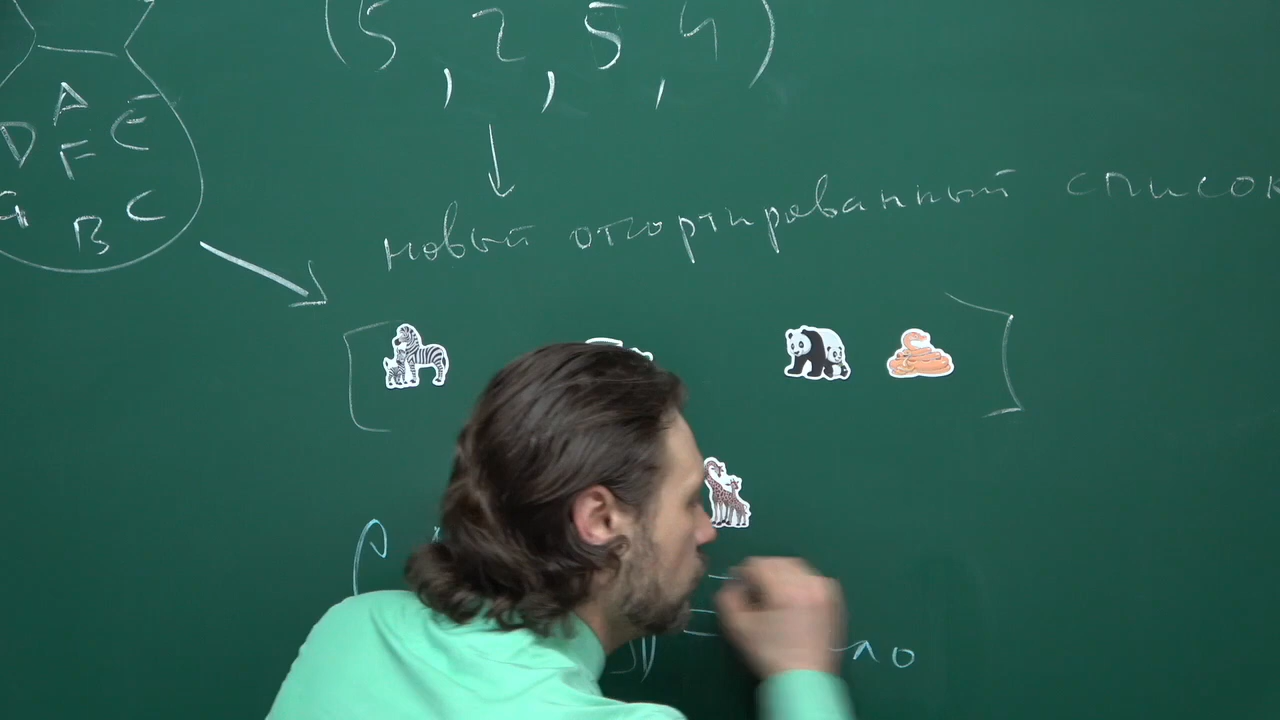 (5, 2, 5, 4)
A
D E
F
G C
B
новый отсортированный список
[ ]